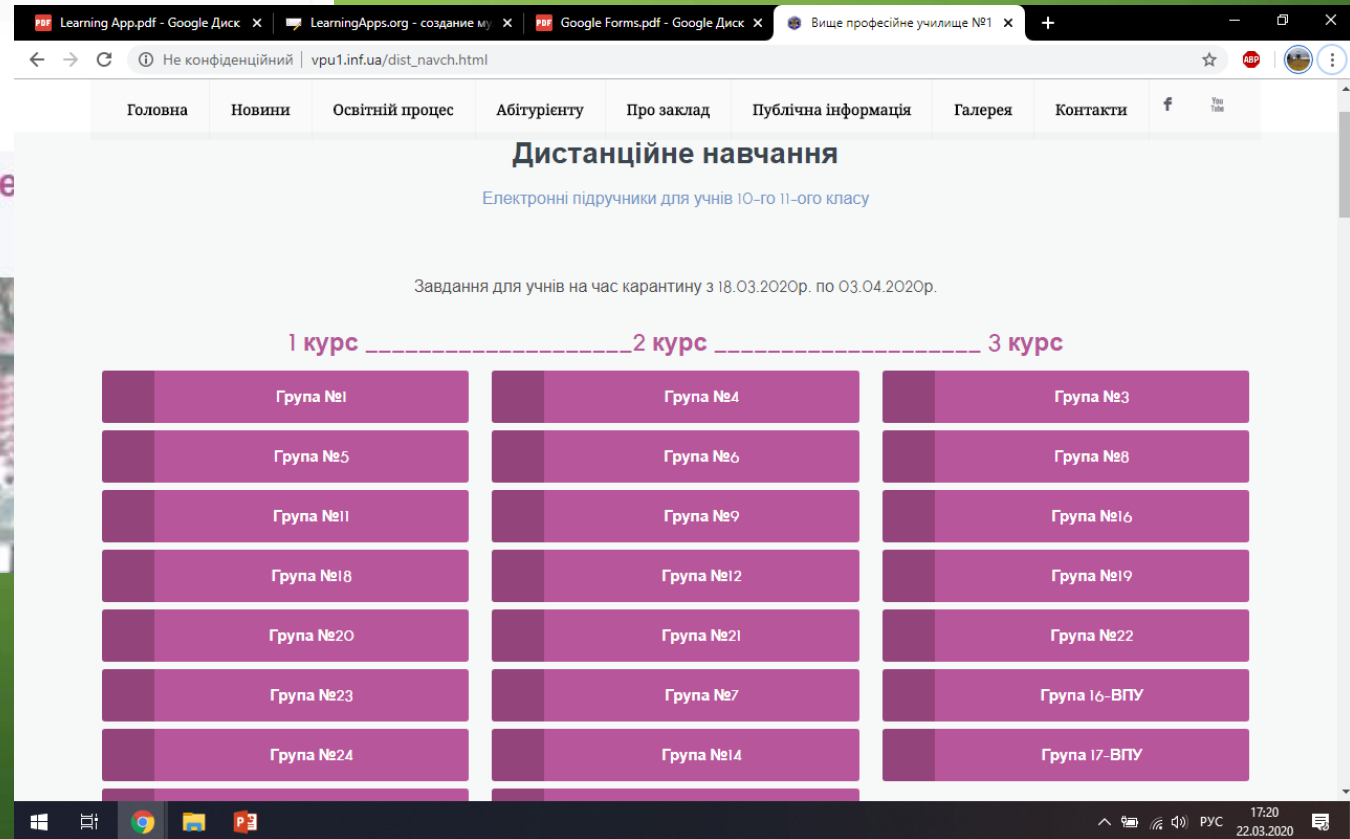 Learning App.pdf - Google Диск
LearningApps.org - создание му
Google Forms.pdf - Google Диск
Вище професійне училище №1
Не конфіденційний | vpu1.inf.ua/dist_navch.html
ABP
Головна Новини Освітній процес Абітурієнту Про заклад Публічна інформація Галерея Контакти f You Tube
Дистанційне навчання
Електронні підручники для учнів 10-го 11-ого класу
Завдання для учнів на час карантину з 18.03.2020р. по 03.04.2020р.
1 курс ____________________2 курс ____________________ 3 курс
Група №1 Група №4 Група №3
Група №5 Група №6 Група №8
Група №11 Група №9 Група №16
Група №18 Група №12 Група №19
Група №20 Група №21 Група №22
Група №23 Група №7 Група 16-ВПУ
Група №24 Група №14 Група 17-ВПУ
РУС
17:20
22.03.2020